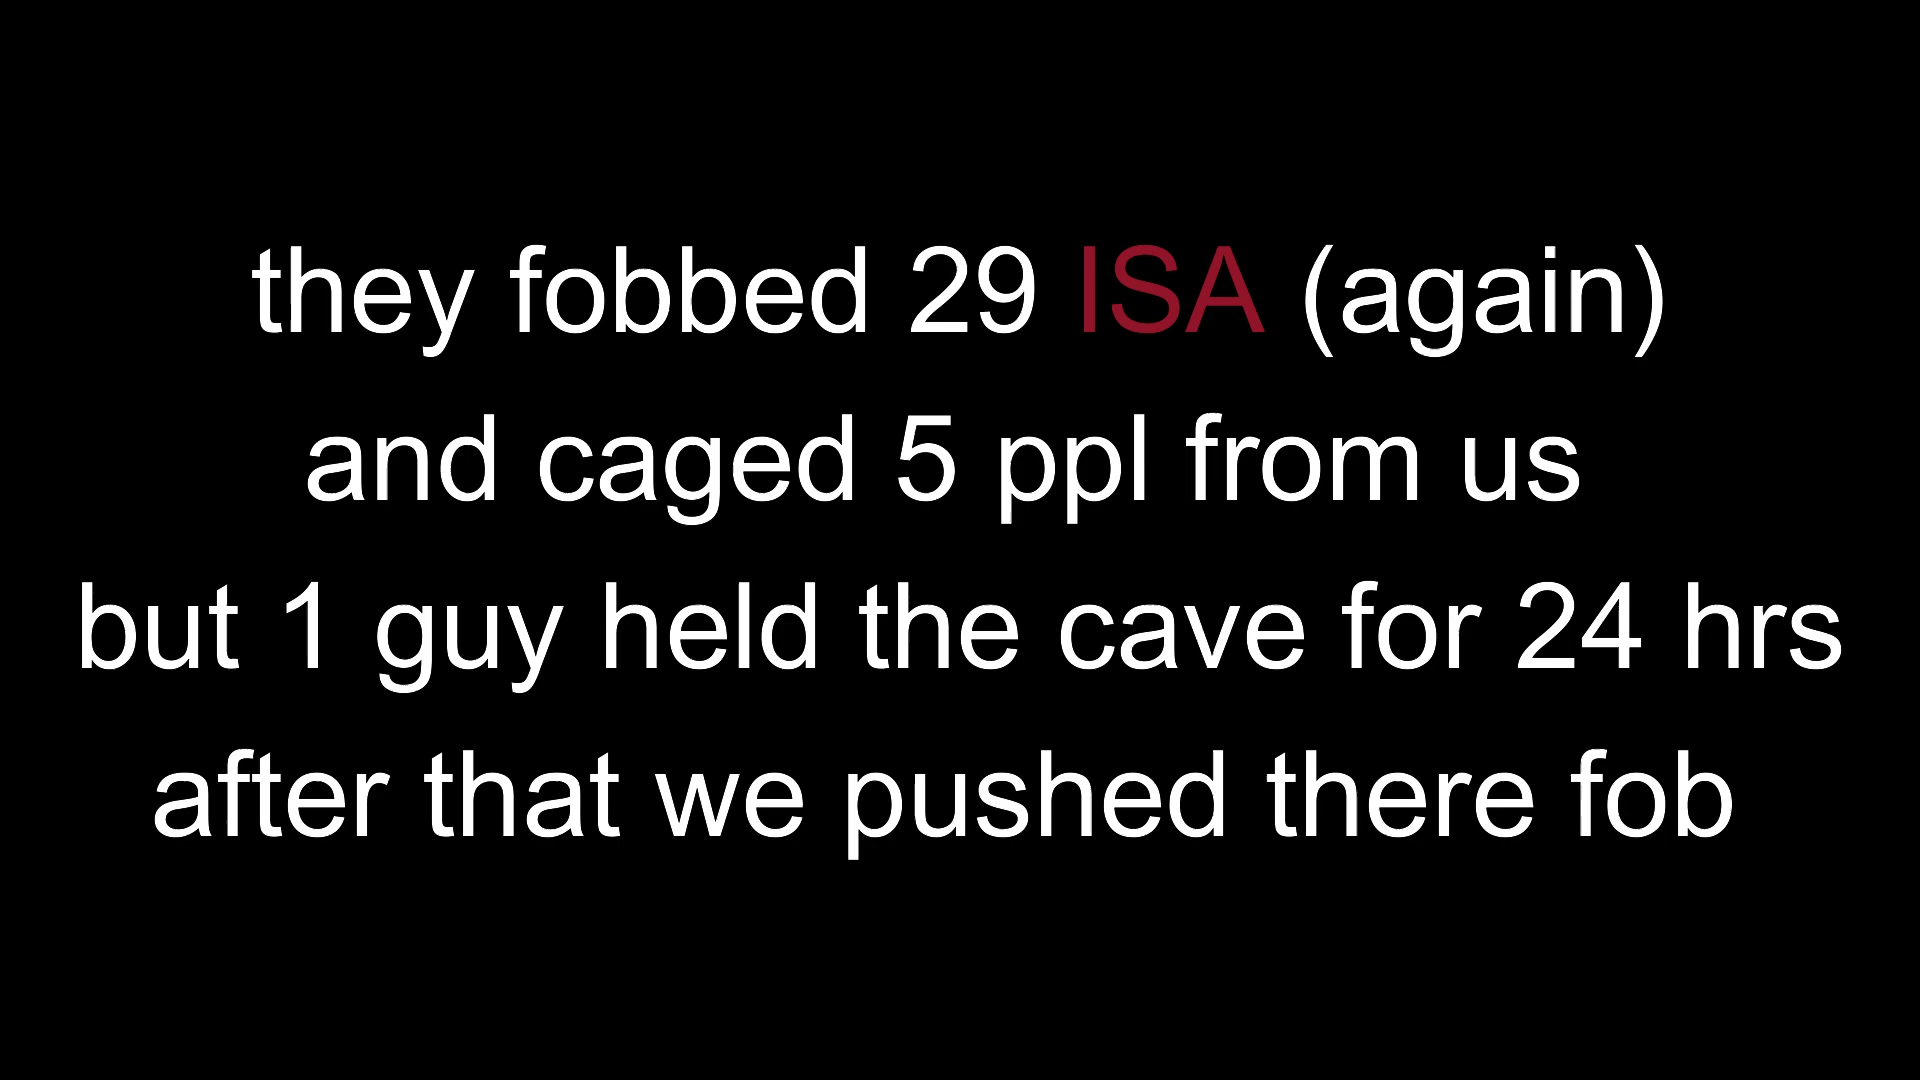 they fobbed 29 ISA (again)
and caged 5 ppl from us
but 1 guy held the cave for 24 hrs
after that we pushed there fob